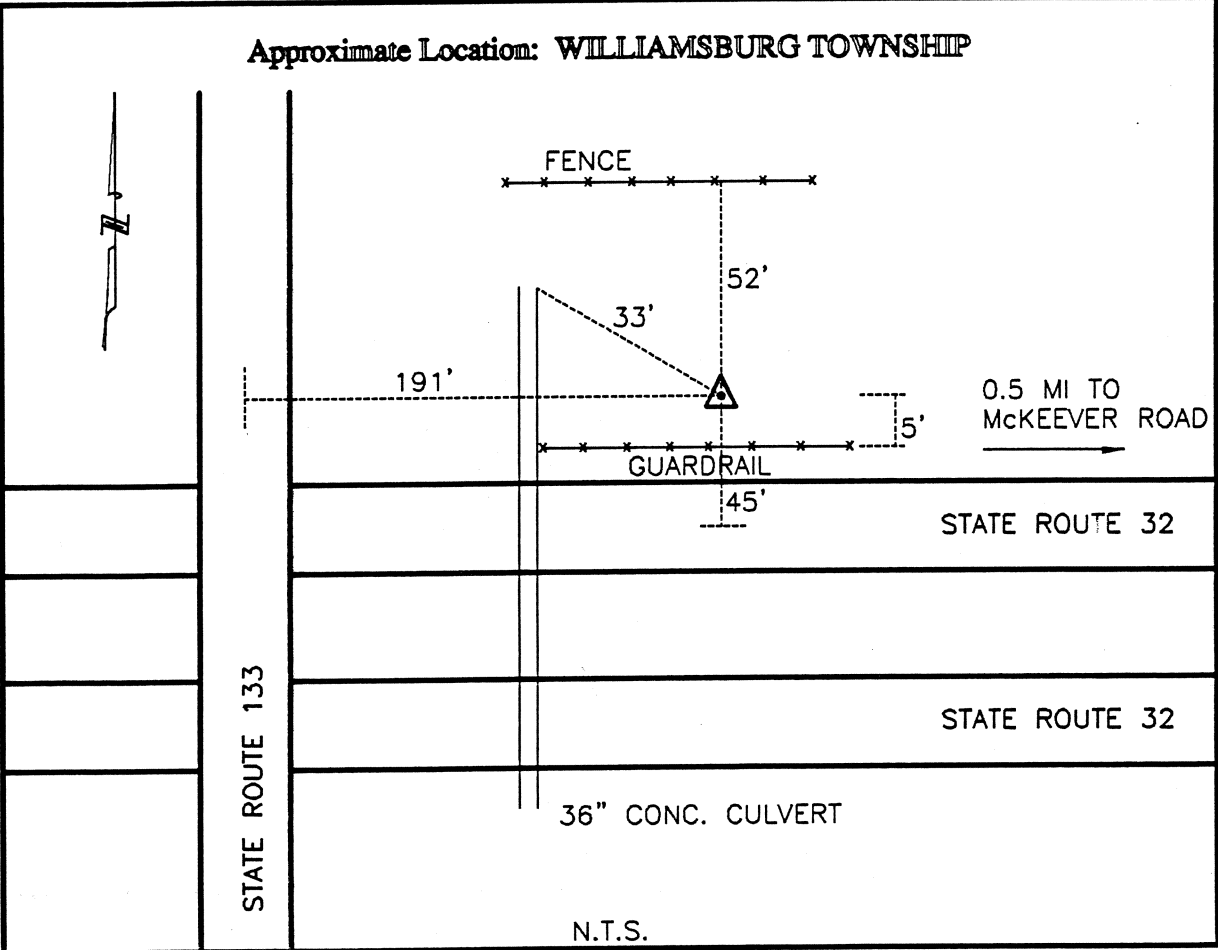 Approximate Location: WILLIAMSBURG TOWNSHIP
N
FENCE
52'
33'
191'
5'
0.5 MI TO
McKEEVER ROAD
GUARDRAIL
45'
STATE ROUTE 32
STATE ROUTE 133
STATE ROUTE 32
36" CONC. CULVERT
N.T.S.